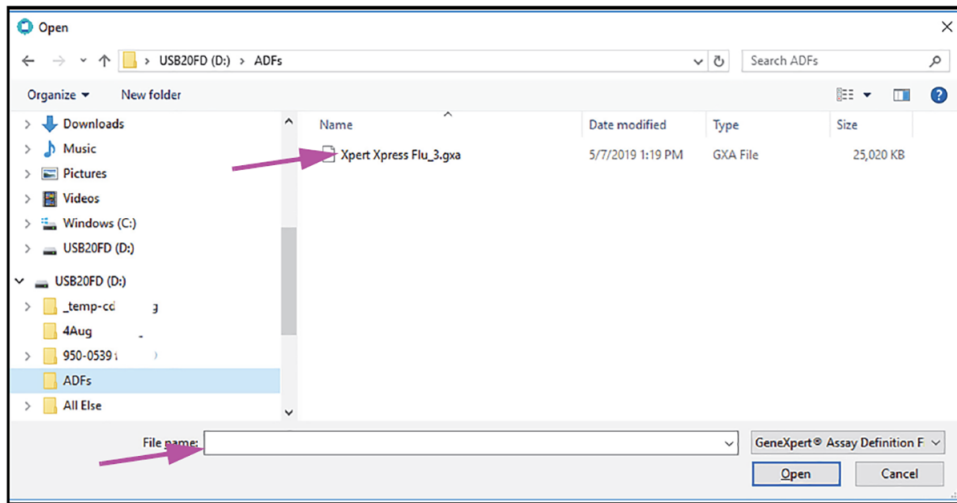 Open
USB20FD (D:) > ADFs
Search ADFs
Organize
New folder
Downloads
Music
Pictures
Videos
Windows (C:)
USB20FD (D:)
USB20FD (D:)
_temp-cd g
4Aug
950-0539
ADFs
All Else
Name Date modified Type Size
Xpert Xpress Flu_3.gxa 5/7/2019 1:19 PM GXA File 25,020 KB
File name:
GeneXpert® Assay Definition F
Open Cancel